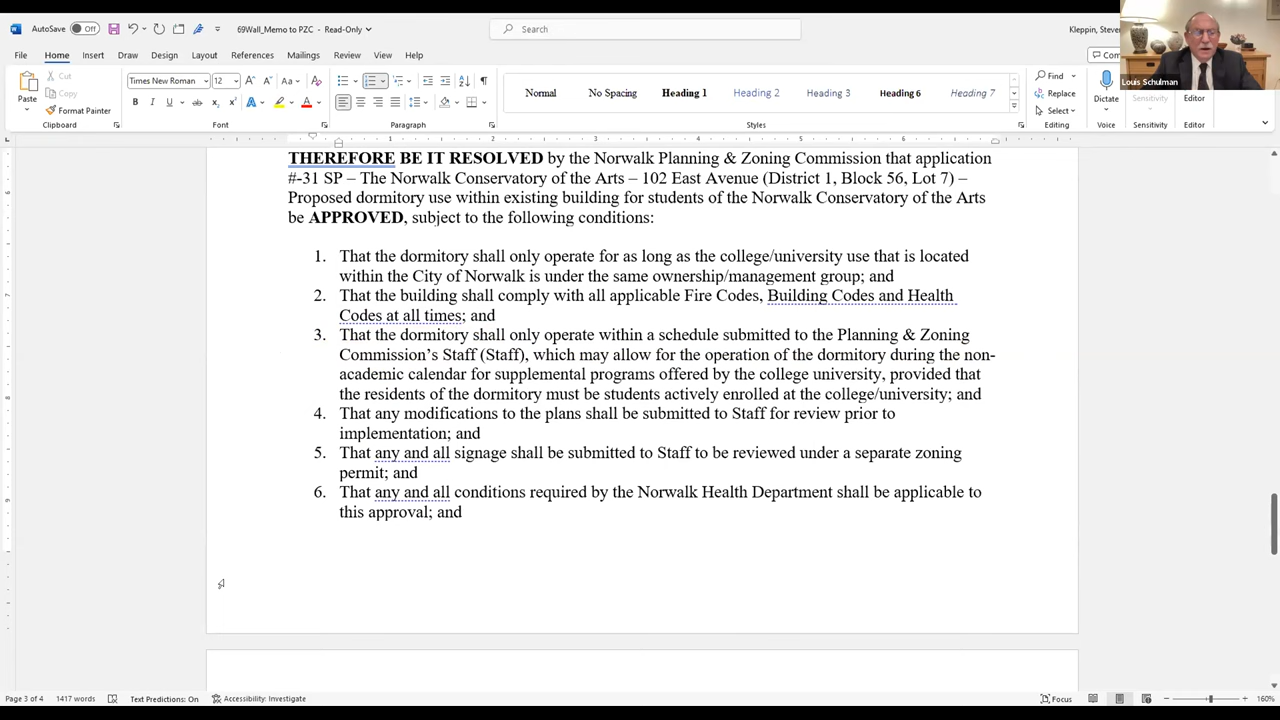 AutoSave Off 69Wall_Memo to PZC - Read-Only Search Kleppin, Steven
File Home Insert Draw Design Layout References Mailings Review View Help
Paste Cut Copy Format Painter
Times New Roman 12
Normal No Spacing Heading 1 Heading 2 Heading 3 Heading 6 Heading 7
Find Replace Select
Dictate Sensitivity Editor
Clipboard Font Paragraph Styles Editing Voice Sensitivity Editor
Louis Schulman
THEREFORE BE IT RESOLVED by the Norwalk Planning & Zoning Commission that application
#-31 SP – The Norwalk Conservatory of the Arts – 102 East Avenue (District 1, Block 56, Lot 7) –
Proposed dormitory use within existing building for students of the Norwalk Conservatory of the Arts
be APPROVED, subject to the following conditions:
1. That the dormitory shall only operate for as long as the college/university use that is located
within the City of Norwalk is under the same ownership/management group; and
2. That the building shall comply with all applicable Fire Codes, Building Codes and Health
Codes at all times; and
3. That the dormitory shall only operate within a schedule submitted to the Planning & Zoning
Commission’s Staff (Staff), which may allow for the operation of the dormitory during the non-
academic calendar for supplemental programs offered by the college university, provided that
the residents of the dormitory must be students actively enrolled at the college/university; and
4. That any modifications to the plans shall be submitted to Staff for review prior to
implementation; and
5. That any and all signage shall be submitted to Staff to be reviewed under a separate zoning
permit; and
6. That any and all conditions required by the Norwalk Health Department shall be applicable to
this approval; and
Page 3 of 4 1417 words Text Predictions: On Accessibility: Investigate Focus 160%